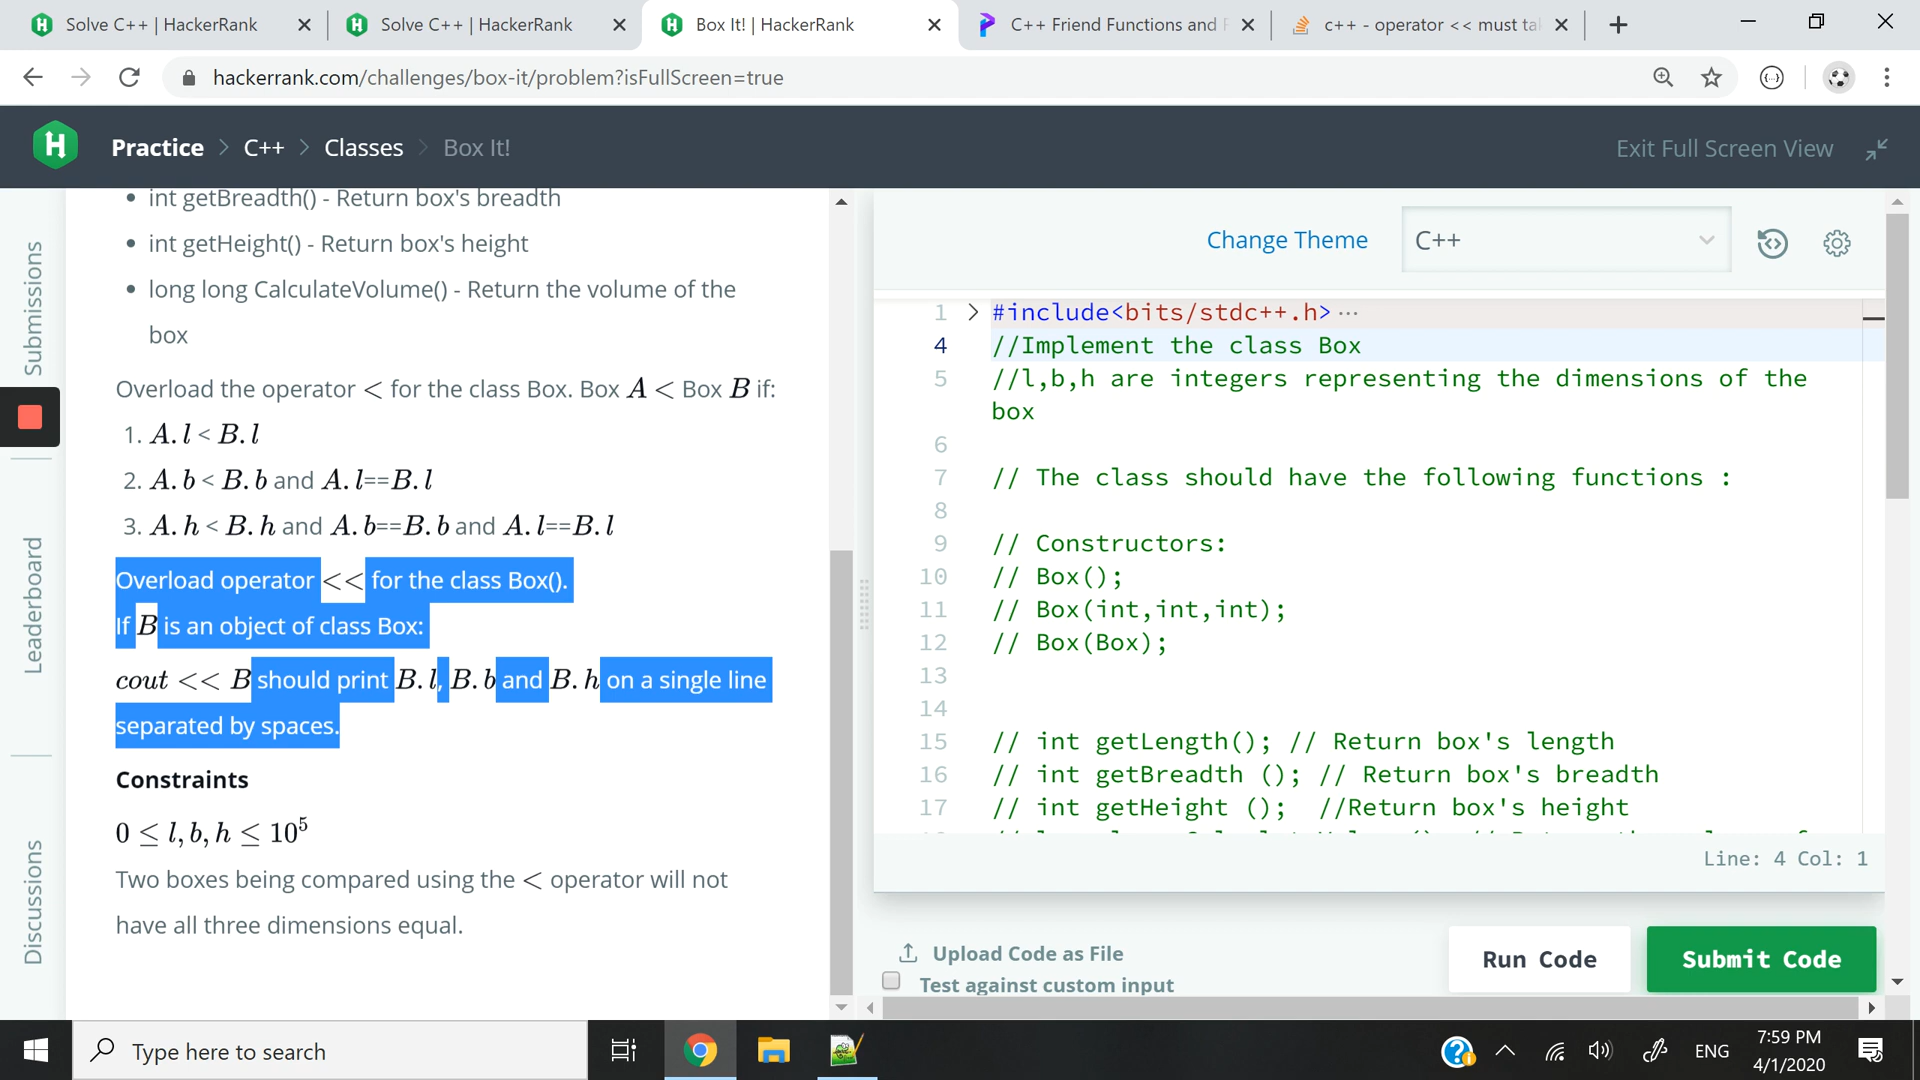 Solve C++ | HackerRank
Solve C++ | HackerRank
Box It! | HackerRank
C++ Friend Functions and F
c++ - operator << must tak
hackerrank.com/challenges/box-it/problem?isFullScreen=true
H
Practice > C++ > Classes > Box It!
Exit Full Screen View
Submissions
Leaderboard
Discussions
• int getBreadth() - Return box's breadth
• int getHeight() - Return box's height
• long long CalculateVolume() - Return the volume of the
box
Overload the operator < for the class Box. Box A < Box B if:
1. A.l < B.l
2. A.b < B.b and A.l==B.l
3. A.h < B.h and A.b==B.b and A.l==B.l
Overload operator << for the class Box().
If B is an object of class Box:
cout << B should print B.l, B.b and B.h on a single line
separated by spaces.
Constraints
0 ≤ l, b, h ≤ 10⁵
Two boxes being compared using the < operator will not
have all three dimensions equal.
Change Theme
C++
1 > #include<bits/stdc++.h> ···
4 //Implement the class Box
5 //l,b,h are integers representing the dimensions of the
box
6
7 // The class should have the following functions :
8
9 // Constructors:
10 // Box();
11 // Box(int,int,int);
12 // Box(Box);
13
14
15 // int getLength(); // Return box's length
16 // int getBreadth (); // Return box's breadth
17 // int getHeight ();  //Return box's height
Line: 4 Col: 1
Upload Code as File
Test against custom input
Run Code
Submit Code
Type here to search
ENG
7:59 PM
4/1/2020